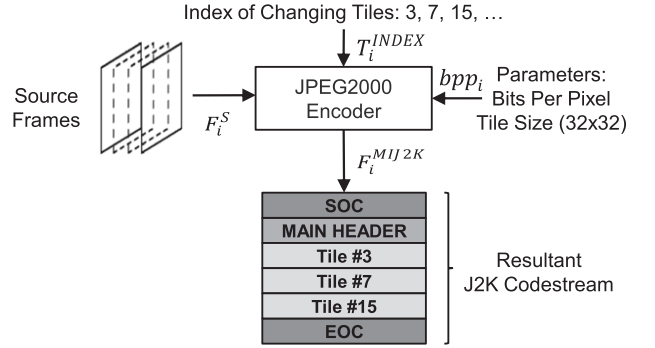 Index of Changing Tiles: 3, 7, 15, ...
T_i^{INDEX}
Source
Frames
F_i^S
JPEG2000
Encoder
bpp_i
Parameters:
Bits Per Pixel
Tile Size (32x32)
F_i^{MIJ2K}
SOC
MAIN HEADER
Tile #3
Tile #7
Tile #15
EOC
Resultant
J2K Codestream